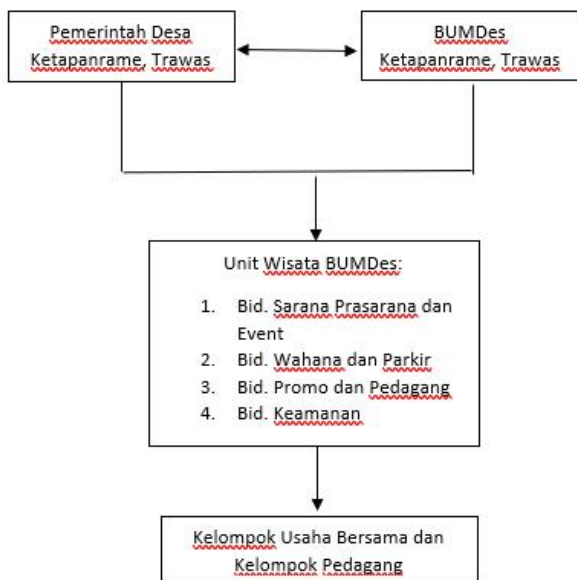 Pemerintah Desa
Ketapanrame, Trawas
BUMDes
Ketapanrame, Trawas
Unit Wisata BUMDes:
1. Bid. Sarana Prasarana dan
Event
2. Bid. Wahana dan Parkir
3. Bid. Promo dan Pedagang
4. Bid. Keamanan
Kelompok Usaha Bersama dan
Kelompok Pedagang